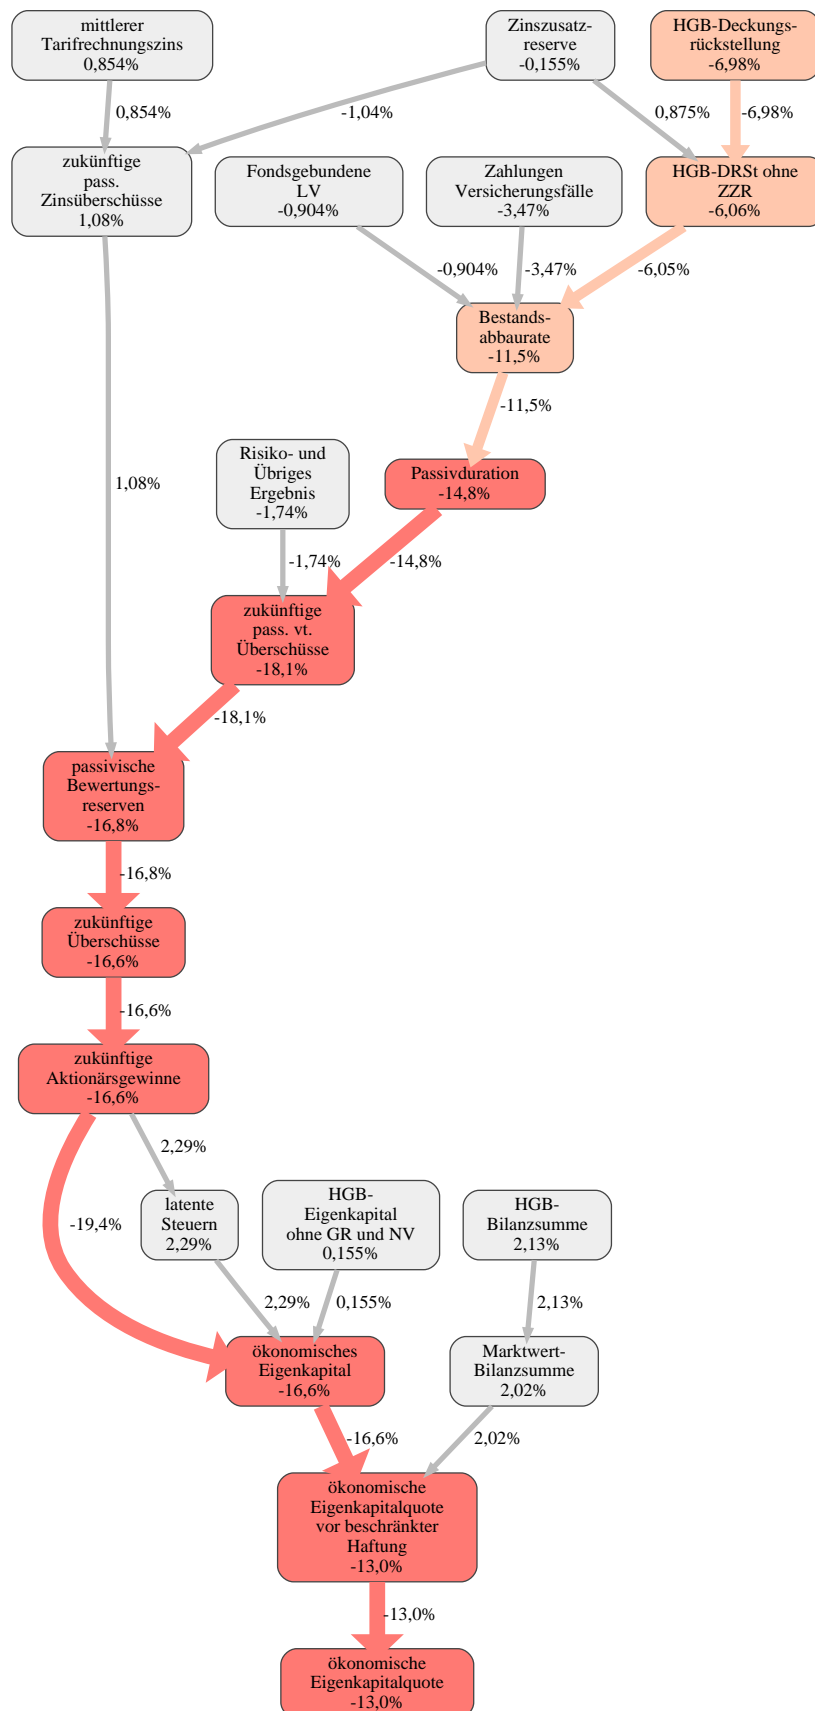 mittlerer
Tarifrechnungszins
0,854%
Zinszusatz-
reserve
-0,155%
HGB-Deckungs-
rückstellung
-6,98%
0,854%
-1,04%
0,875%
-6,98%
zukünftige
pass.
Zinsüberschüsse
1,08%
Fondsgebundene
LV
-0,904%
Zahlungen
Versicherungsfälle
-3,47%
HGB-DRSt ohne
ZZR
-6,06%
-0,904%
-3,47%
-6,05%
Bestands-
abbaurate
-11,5%
-11,5%
Risiko- und
Übriges
Ergebnis
-1,74%
Passivduration
-14,8%
1,08%
-1,74%
-14,8%
zukünftige
pass. vt.
Überschüsse
-18,1%
-18,1%
passivische
Bewertungs-
reserven
-16,8%
-16,8%
zukünftige
Überschüsse
-16,6%
-16,6%
zukünftige
Aktionärsgewinne
-16,6%
2,29%
-19,4%
latente
Steuern
2,29%
HGB-
Eigenkapital
ohne GR und NV
0,155%
HGB-
Bilanzsumme
2,13%
2,29%
0,155%
2,13%
ökonomisches
Eigenkapital
-16,6%
Marktwert-
Bilanzsumme
2,02%
-16,6%
2,02%
ökonomische
Eigenkapitalquote
vor beschränkter
Haftung
-13,0%
-13,0%
ökonomische
Eigenkapitalquote
-13,0%